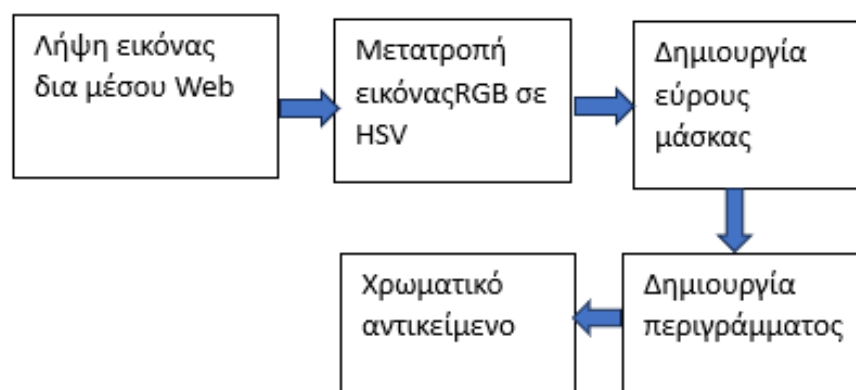 Λήψη εικόνας
δια μέσου Web
Μετατροπή
εικόναςRGB σε
HSV
Δημιουργία
εύρους
μάσκας
Δημιουργία
περιγράμματος
Χρωματικό
αντικείμενο